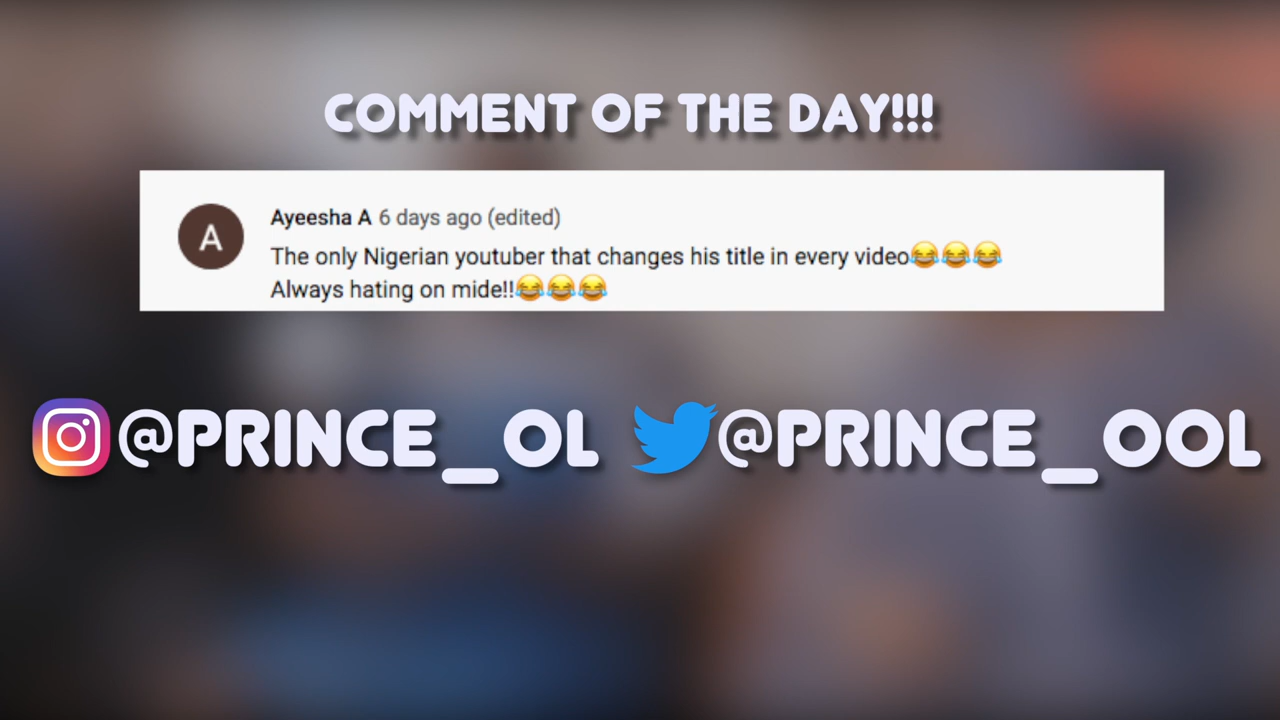 COMMENT OF THE DAY!!!
A
Ayeesha A 6 days ago (edited)
The only Nigerian youtuber that changes his title in every video😂😂😂
Always hating on mide!!😂😂😂
@PRINCE_OL @PRINCE_OOL